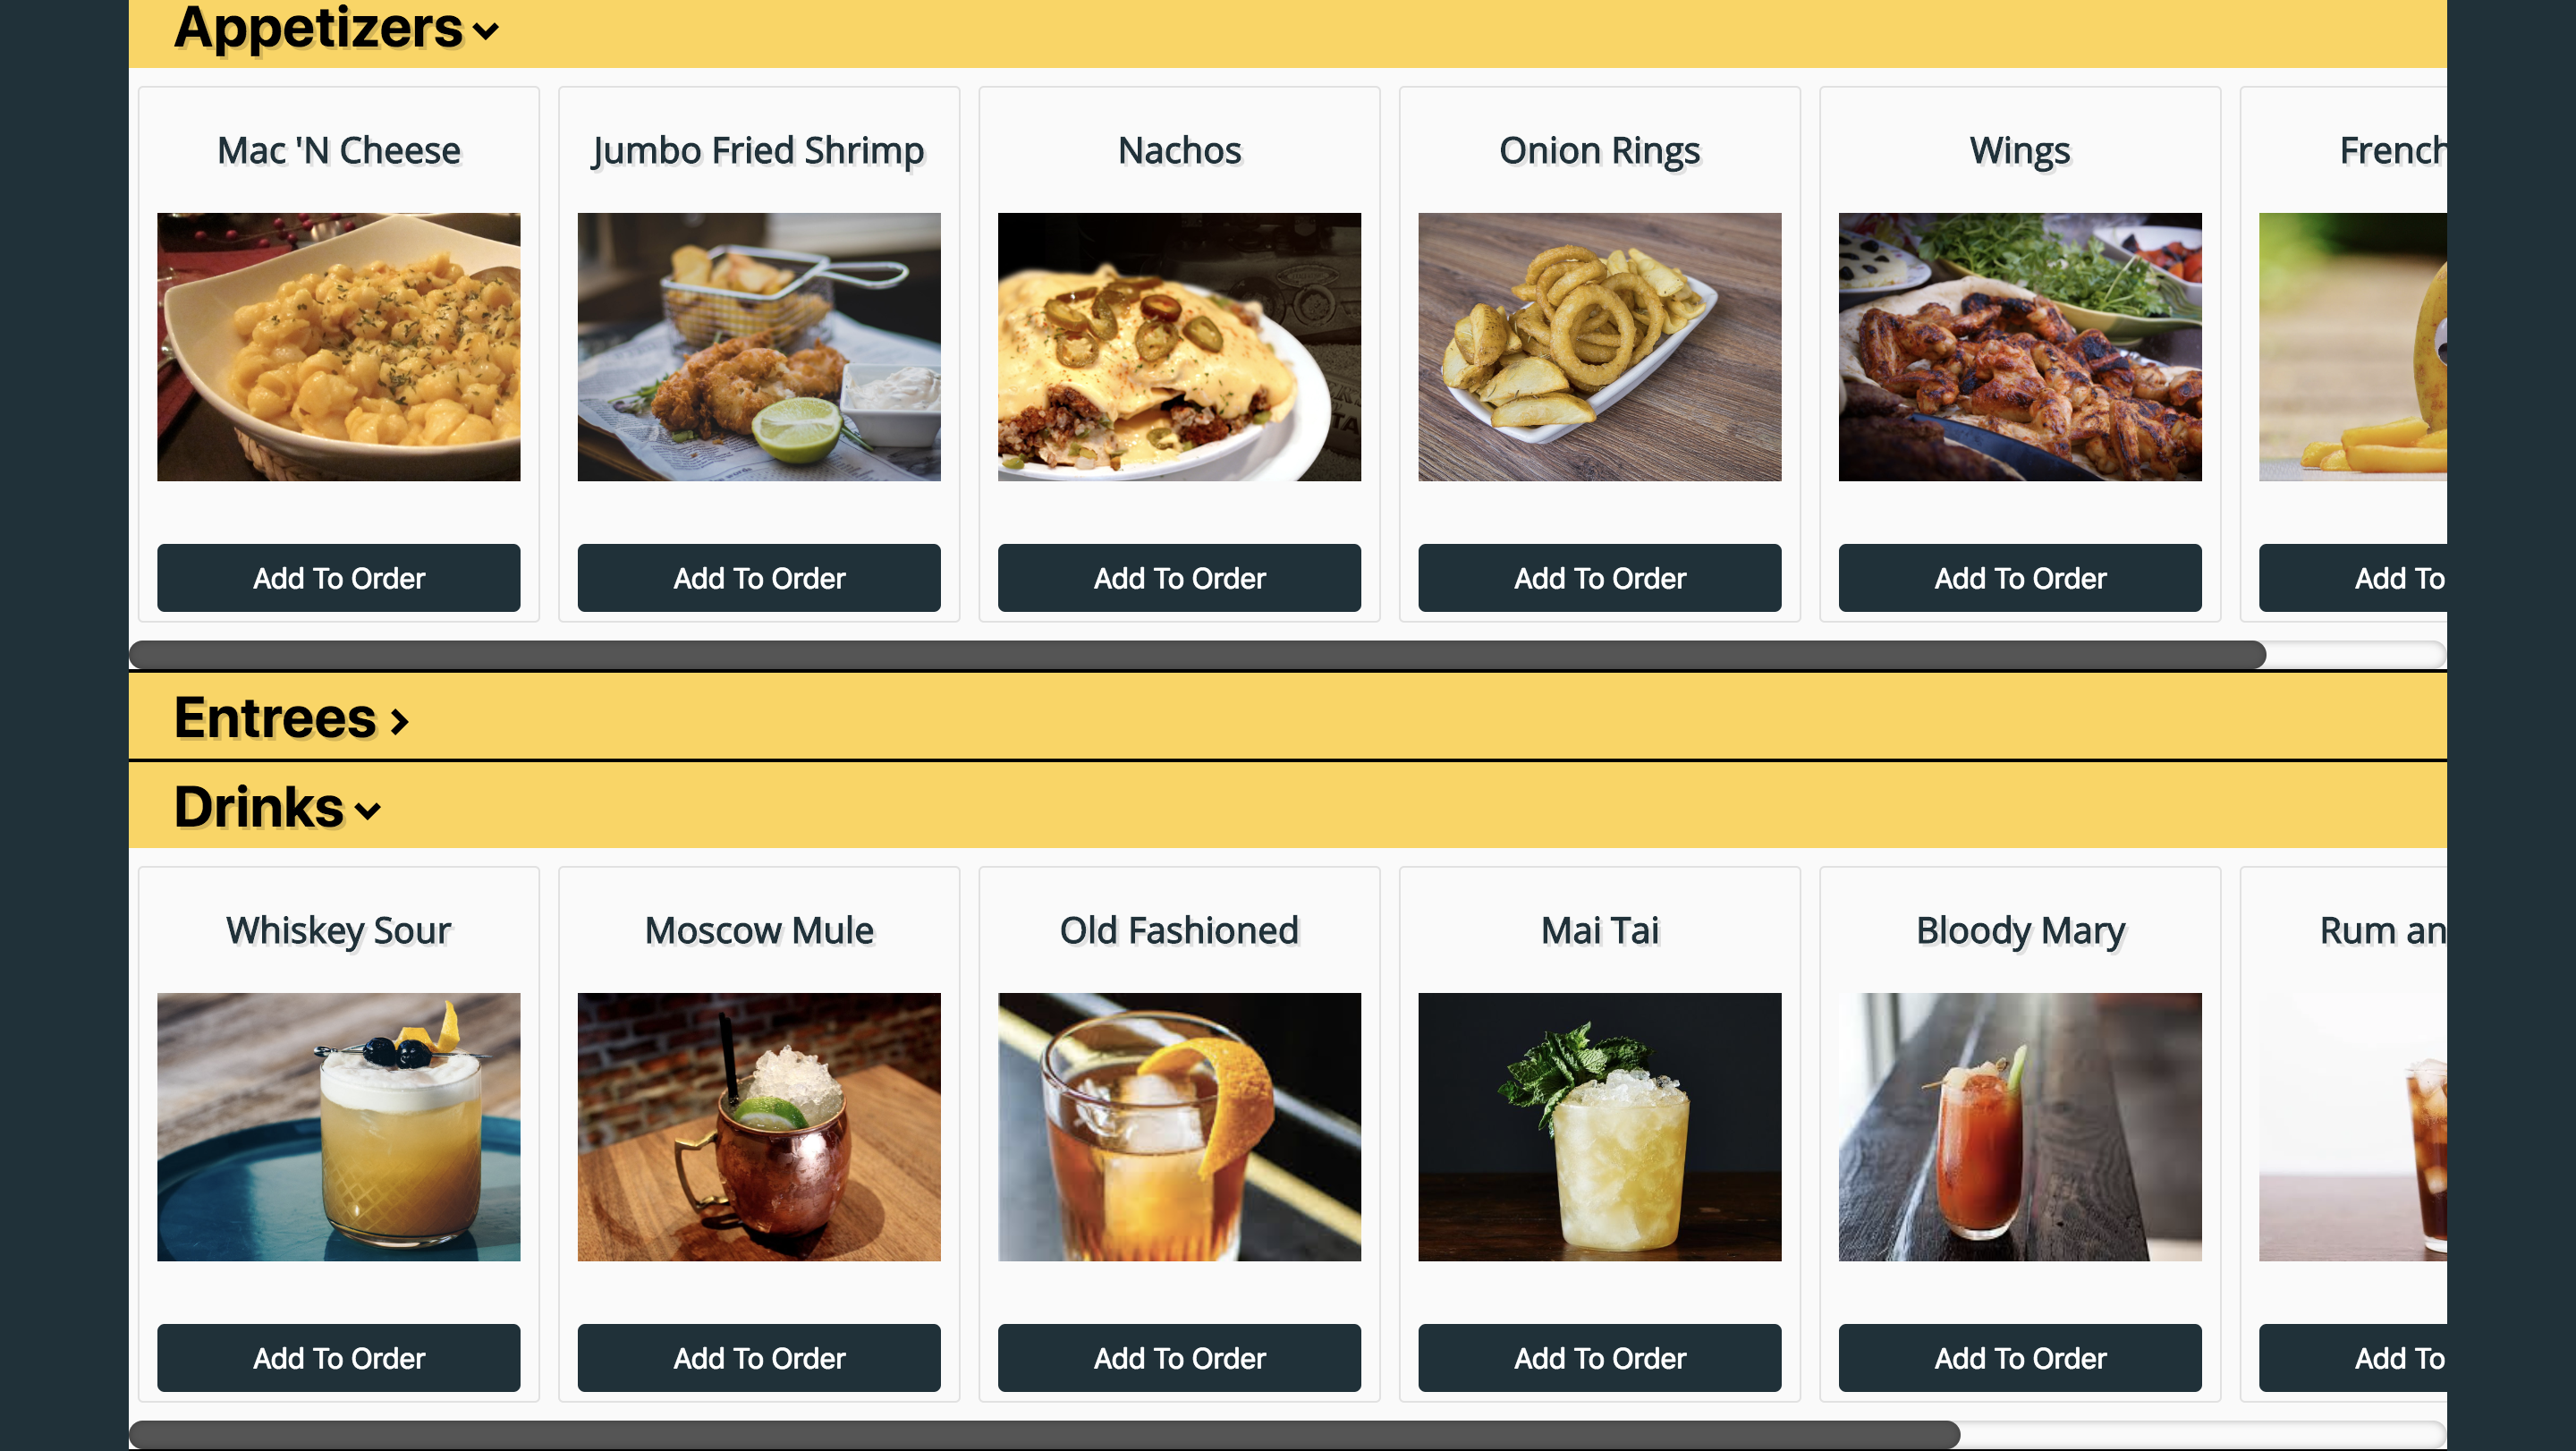 Appetizers
Mac 'N Cheese
Jumbo Fried Shrimp
Nachos
Onion Rings
Wings
French
Add To Order
Add To Order
Add To Order
Add To Order
Add To Order
Add To
Entrees
Drinks
Whiskey Sour
Moscow Mule
Old Fashioned
Mai Tai
Bloody Mary
Rum an
Add To Order
Add To Order
Add To Order
Add To Order
Add To Order
Add To